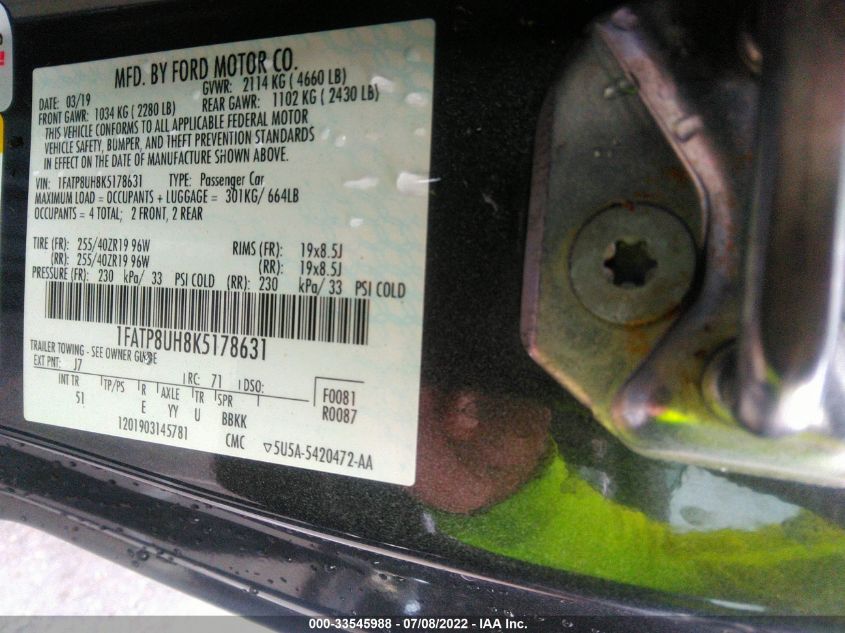 MFD. BY FORD MOTOR CO.
DATE: 03/19 GVWR: 2114 KG ( 4660 LB)
FRONT GAWR: 1034 KG ( 2280 LB) REAR GAWR: 1102 KG ( 2430 LB)
THIS VEHICLE CONFORMS TO ALL APPLICABLE FEDERAL MOTOR
VEHICLE SAFETY, BUMPER, AND THEFT PREVENTION STANDARDS
IN EFFECT ON THE DATE OF MANUFACTURE SHOWN ABOVE.
VIN: 1FATP8UH8K5178631 TYPE: Passenger Car
MAXIMUM LOAD = OCCUPANTS + LUGGAGE = 301KG/ 664LB
OCCUPANTS = 4 TOTAL; 2 FRONT, 2 REAR
TIRE (FR): 255/40ZR19 96W RIMS (FR): 19x8.5J
(RR): 255/40ZR19 96W (RR): 19x8.5J
PRESSURE (FR): 230 kPa/ 33 PSI COLD (RR): 230 kPa/ 33 PSI COLD
1FATP8UH8K5178631
TRAILER TOWING - SEE OWNER GUIDE
EXT PNT: J7 RC: 71 DSO:
INT TR TP/PS R AXLE TR SPR F0081
51 E YY U BBKK R0087
1201903145781 CMC ▽5U5A-5420472-AA
000-33545988 - 07/08/2022 - IAA Inc.